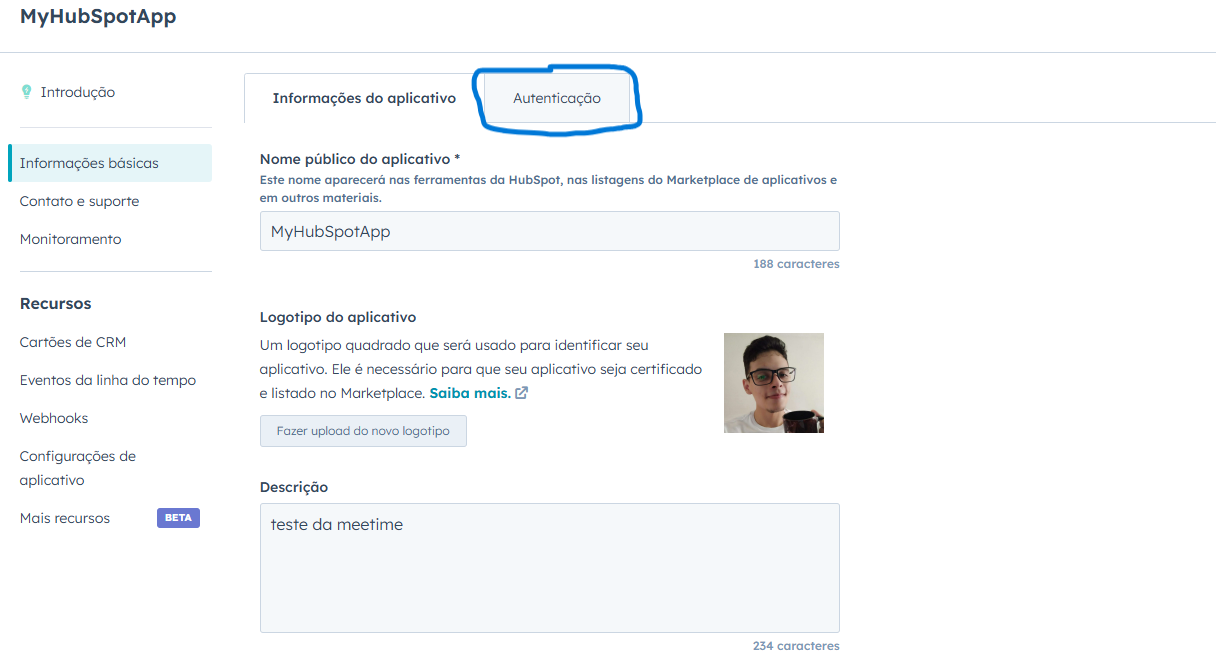 MyHubSpotApp
Introdução
Informações básicas
Contato e suporte
Monitoramento
Recursos
Cartões de CRM
Eventos da linha do tempo
Webhooks
Configurações de
aplicativo
Mais recursos BETA
Informações do aplicativo Autenticação
Nome público do aplicativo *
Este nome aparecerá nas ferramentas da HubSpot, nas listagens do Marketplace de aplicativos e
em outros materiais.
MyHubSpotApp
188 caracteres
Logotipo do aplicativo
Um logotipo quadrado que será usado para identificar seu
aplicativo. Ele é necessário para que seu aplicativo seja certificado
e listado no Marketplace. Saiba mais.
Fazer upload do novo logotipo
Descrição
teste da meetime
234 caracteres